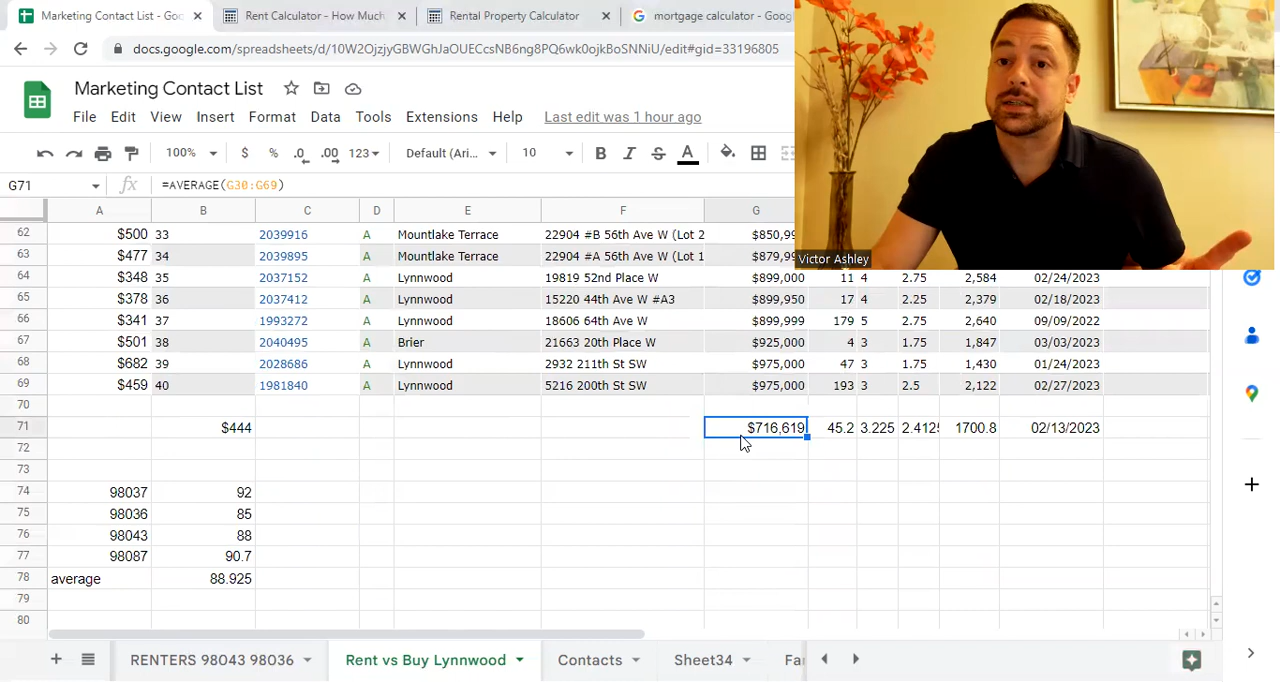 Marketing Contact List - Goo
Rent Calculator - How Much
Rental Property Calculator
mortgage calculator - Googl
docs.google.com/spreadsheets/d/10W2OjzjyGBWGhJaOUECcsNB6ng8PQ6wk0ojkBoSNNiU/edit#gid=33196805
Marketing Contact List
File Edit View Insert Format Data Tools Extensions Help Last edit was 1 hour ago
100% $ % .0 .00 123 Default (Ari... 10 B I S A
G71 fx =AVERAGE(G30:G69)
A B C D E F G
62 $500 33 2039916 A Mountlake Terrace 22904 #B 56th Ave W (Lot 2 $850,99
63 $477 34 2039895 A Mountlake Terrace 22904 #A 56th Ave W (Lot 1 $879,9
Victor Ashley
64 $348 35 2037152 A Lynnwood 19819 52nd Place W $899,000 11 4 2.75 2,584 02/24/2023
65 $378 36 2037412 A Lynnwood 15220 44th Ave W #A3 $899,950 17 4 2.25 2,379 02/18/2023
66 $341 37 1993272 A Lynnwood 18606 64th Ave W $899,999 179 5 2.75 2,640 09/09/2022
67 $501 38 2040495 A Brier 21663 20th Place W $925,000 4 3 1.75 1,847 03/03/2023
68 $682 39 2028686 A Lynnwood 2932 211th St SW $975,000 47 3 1.75 1,430 01/24/2023
69 $459 40 1981840 A Lynnwood 5216 200th St SW $975,000 193 3 2.5 2,122 02/27/2023
70
71 $444 $716,619 45.2 3.225 2.4125 1700.8 02/13/2023
72
73
74 98037 92
75 98036 85
76 98043 88
77 98087 90.7
78 average 88.925
79
80
RENTERS 98043 98036 Rent vs Buy Lynnwood Contacts Sheet34 Far